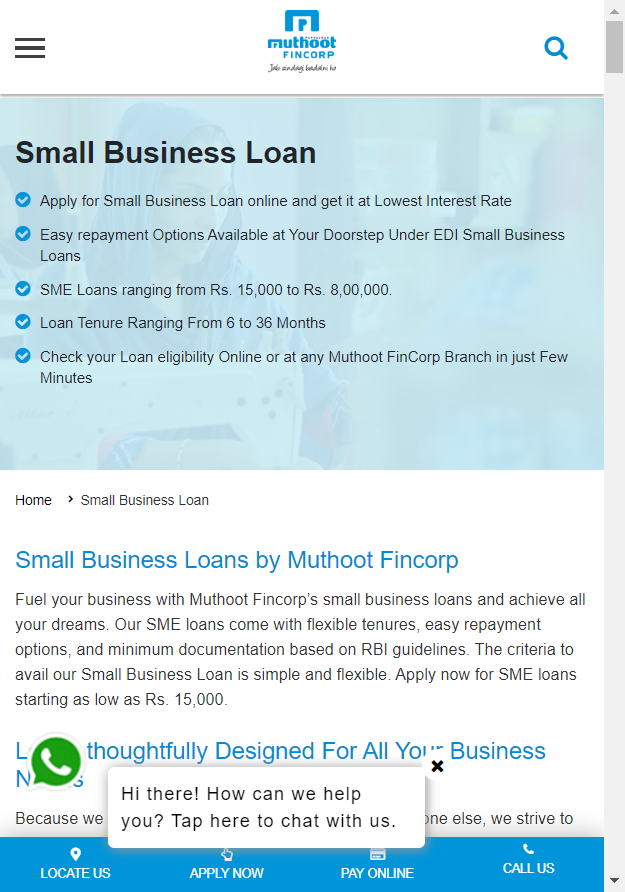 muthoot
FINCORP
Small Business Loan
Apply for Small Business Loan online and get it at Lowest Interest Rate
Easy repayment Options Available at Your Doorstep Under EDI Small Business
Loans
SME Loans ranging from Rs. 15,000 to Rs. 8,00,000.
Loan Tenure Ranging From 6 to 36 Months
Check your Loan eligibility Online or at any Muthoot FinCorp Branch in just Few
Minutes
Home > Small Business Loan
Small Business Loans by Muthoot Fincorp
Fuel your business with Muthoot Fincorp’s small business loans and achieve all
your dreams. Our SME loans come with flexible tenures, easy repayment
options, and minimum documentation based on RBI guidelines. The criteria to
avail our Small Business Loan is simple and flexible. Apply now for SME loans
starting as low as Rs. 15,000.
thoughtfully Designed For All Your Business
Hi there! How can we help
you? Tap here to chat with us.
Because we one else, we strive to
LOCATE US
APPLY NOW
PAY ONLINE
CALL US